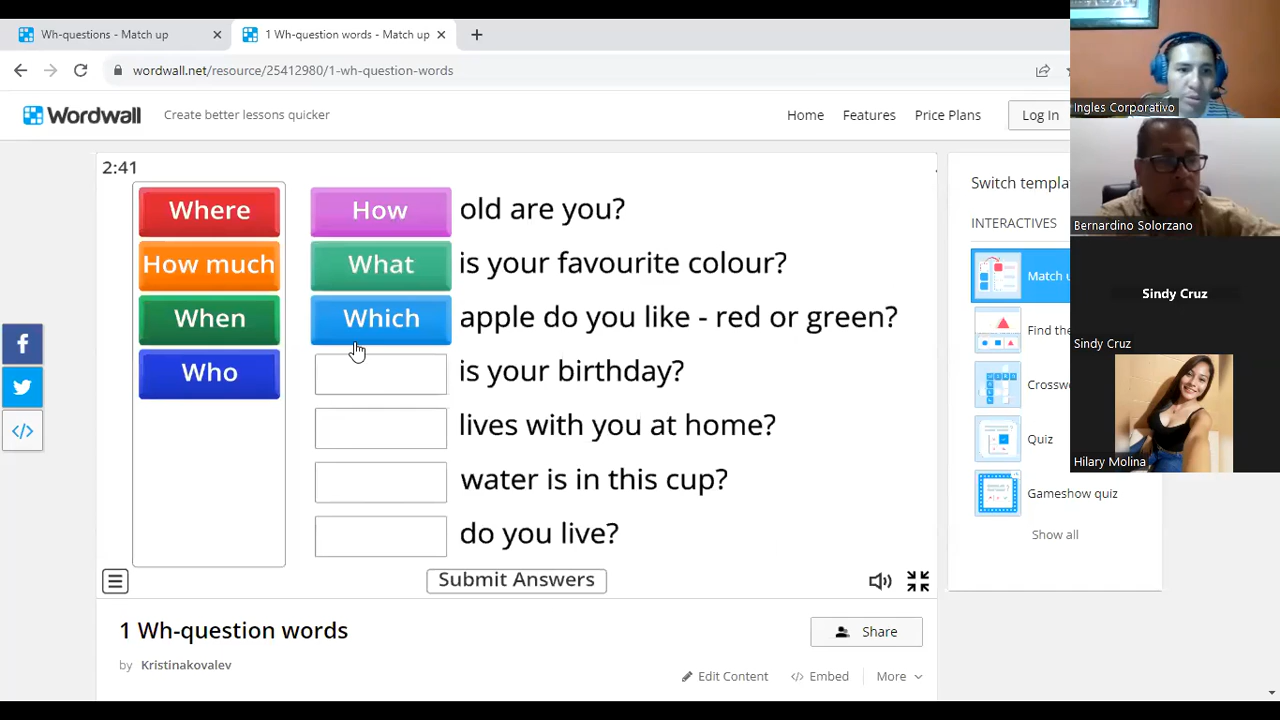 Wh-questions - Match up
1 Wh-question words - Match up
wordwall.net/resource/25412980/1-wh-question-words
Wordwall
Create better lessons quicker
Home
Features
Price Plans
Log In
2:41
Where
How much
When
Who
How old are you?
What is your favourite colour?
Which apple do you like - red or green?
is your birthday?
lives with you at home?
water is in this cup?
do you live?
Submit Answers
1 Wh-question words
Share
by Kristinakovalev
Edit Content
Embed
More
Switch templa
INTERACTIVES
Match u
Find the
Crossw
Quiz
Gameshow quiz
Show all
Ingles Corporativo
Bernardino Solorzano
Sindy Cruz
Sindy Cruz
Hilary Molina